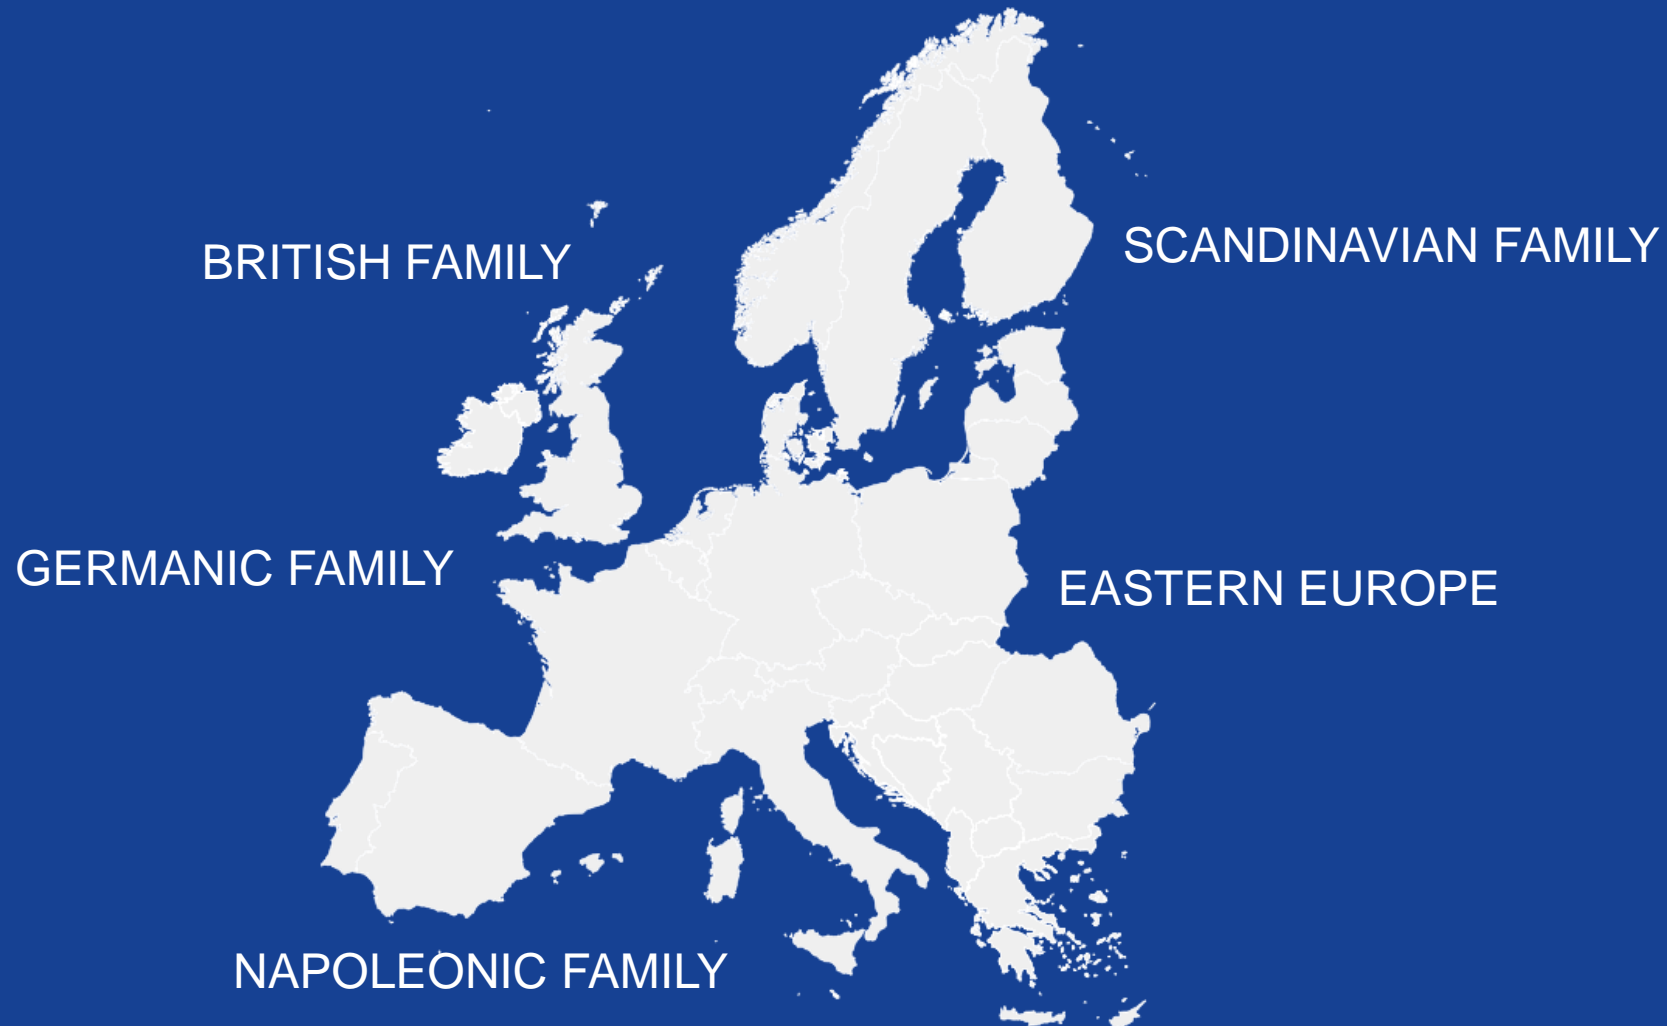 SCANDINAVIAN FAMILY
BRITISH FAMILY
GERMANIC FAMILY
EASTERN EUROPE
NAPOLEONIC FAMILY